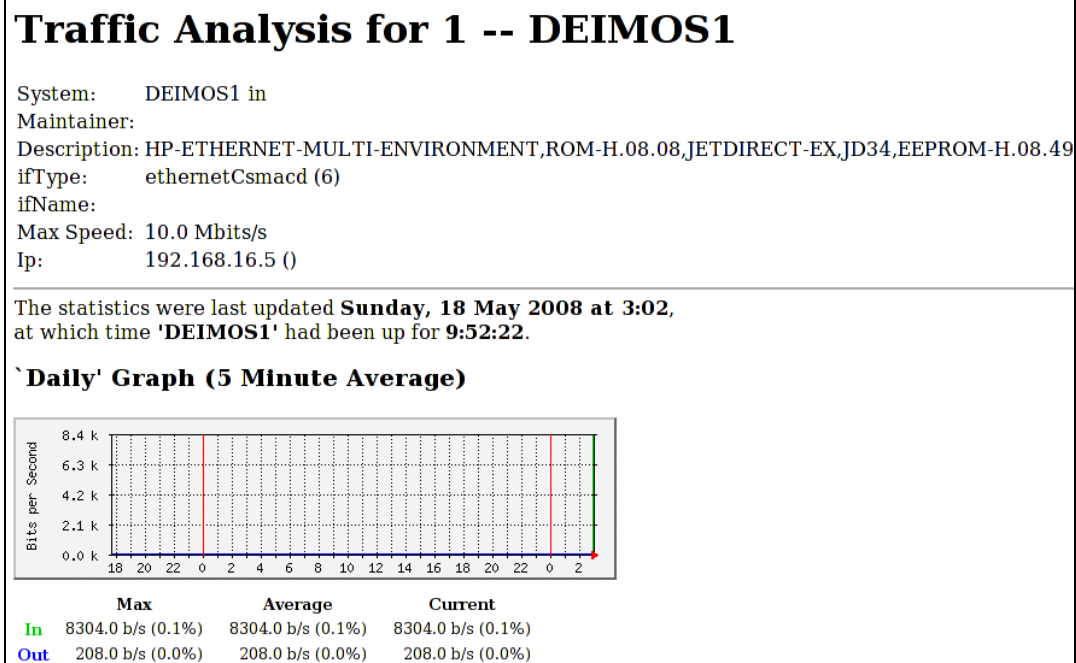 Traffic Analysis for 1 -- DEIMOS1
System: DEIMOS1 in
Maintainer:
Description: HP-ETHERNET-MULTI-ENVIRONMENT,ROM-H.08.08,JETDIRECT-EX,JD34,EEPROM-H.08.49
ifType: ethernetCsmacd (6)
ifName:
Max Speed: 10.0 Mbits/s
Ip: 192.168.16.5 ()
The statistics were last updated Sunday, 18 May 2008 at 3:02,
at which time 'DEIMOS1' had been up for 9:52:22.
`Daily' Graph (5 Minute Average)
Bits per Second
8.4 k
6.3 k
4.2 k
2.1 k
0.0 k
18 20 22 0 2 4 6 8 10 12 14 16 18 20 22 0 2
Max Average Current
In 8304.0 b/s (0.1%) 8304.0 b/s (0.1%) 8304.0 b/s (0.1%)
Out 208.0 b/s (0.0%) 208.0 b/s (0.0%) 208.0 b/s (0.0%)